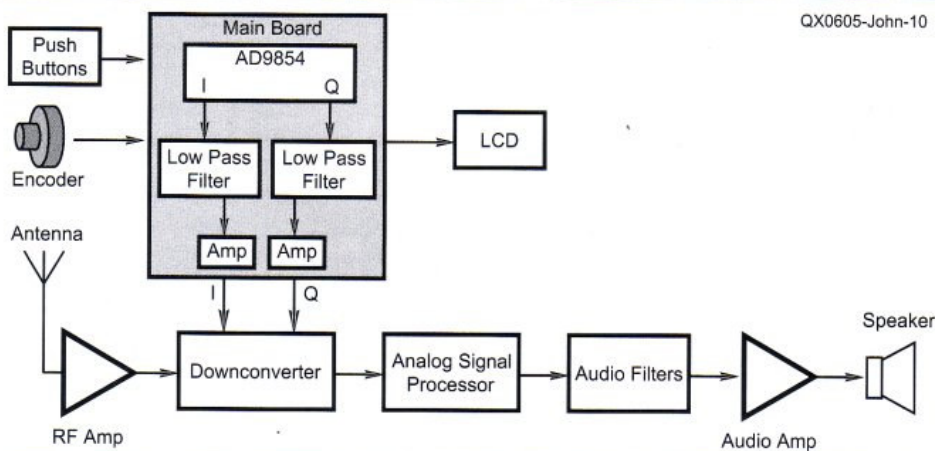 QX0605-John-10
Main Board
Push
Buttons
AD9854
I
Q
Encoder
Low Pass
Filter
Low Pass
Filter
LCD
Amp
Amp
Antenna
I
Q
Speaker
Downconverter
Analog Signal
Processor
Audio Filters
RF Amp
Audio Amp